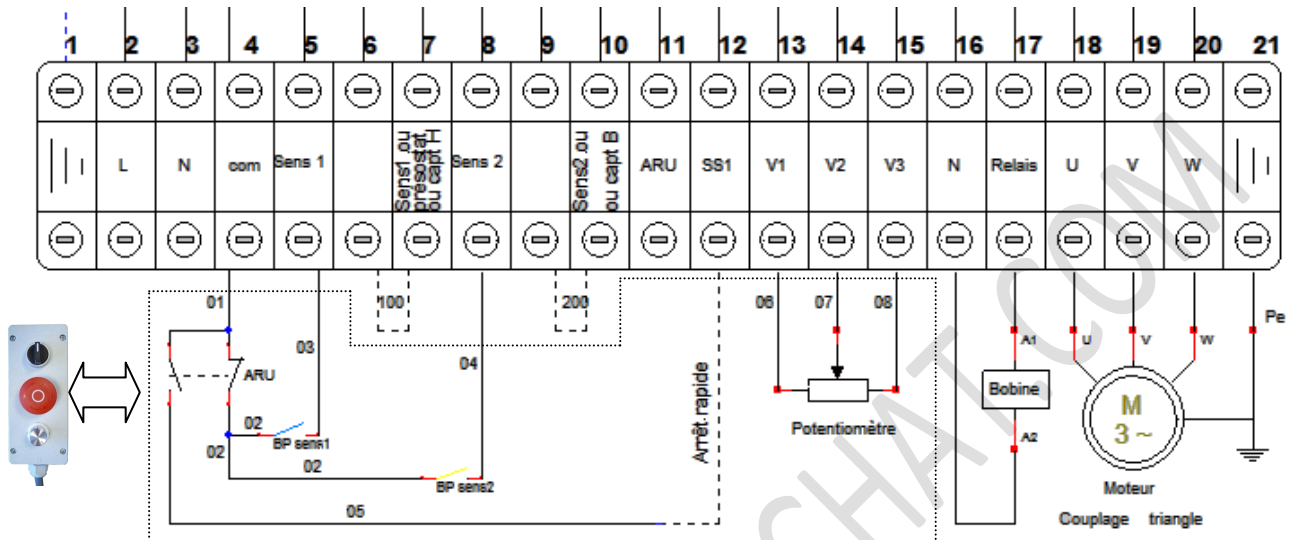 1 2 3 4 5 6 7 8 9 10 11 12 13 14 15 16 17 18 19 20 21
L N com Sens 1 Sens1 ou présostat ou capt H Sens 2 Sens2 ou ou capt B ARU SS1 V1 V2 V3 N Relais U V W
01 100 200 06 07 08
Pe
03 04
A1 U V W
ARU
Bobine
M
3 ~
02
BP sens1
Potentiomètre
A2
02
02
BP sens2
Arrêt rapide
Moteur
05
Couplage triangle
CHAT.COM